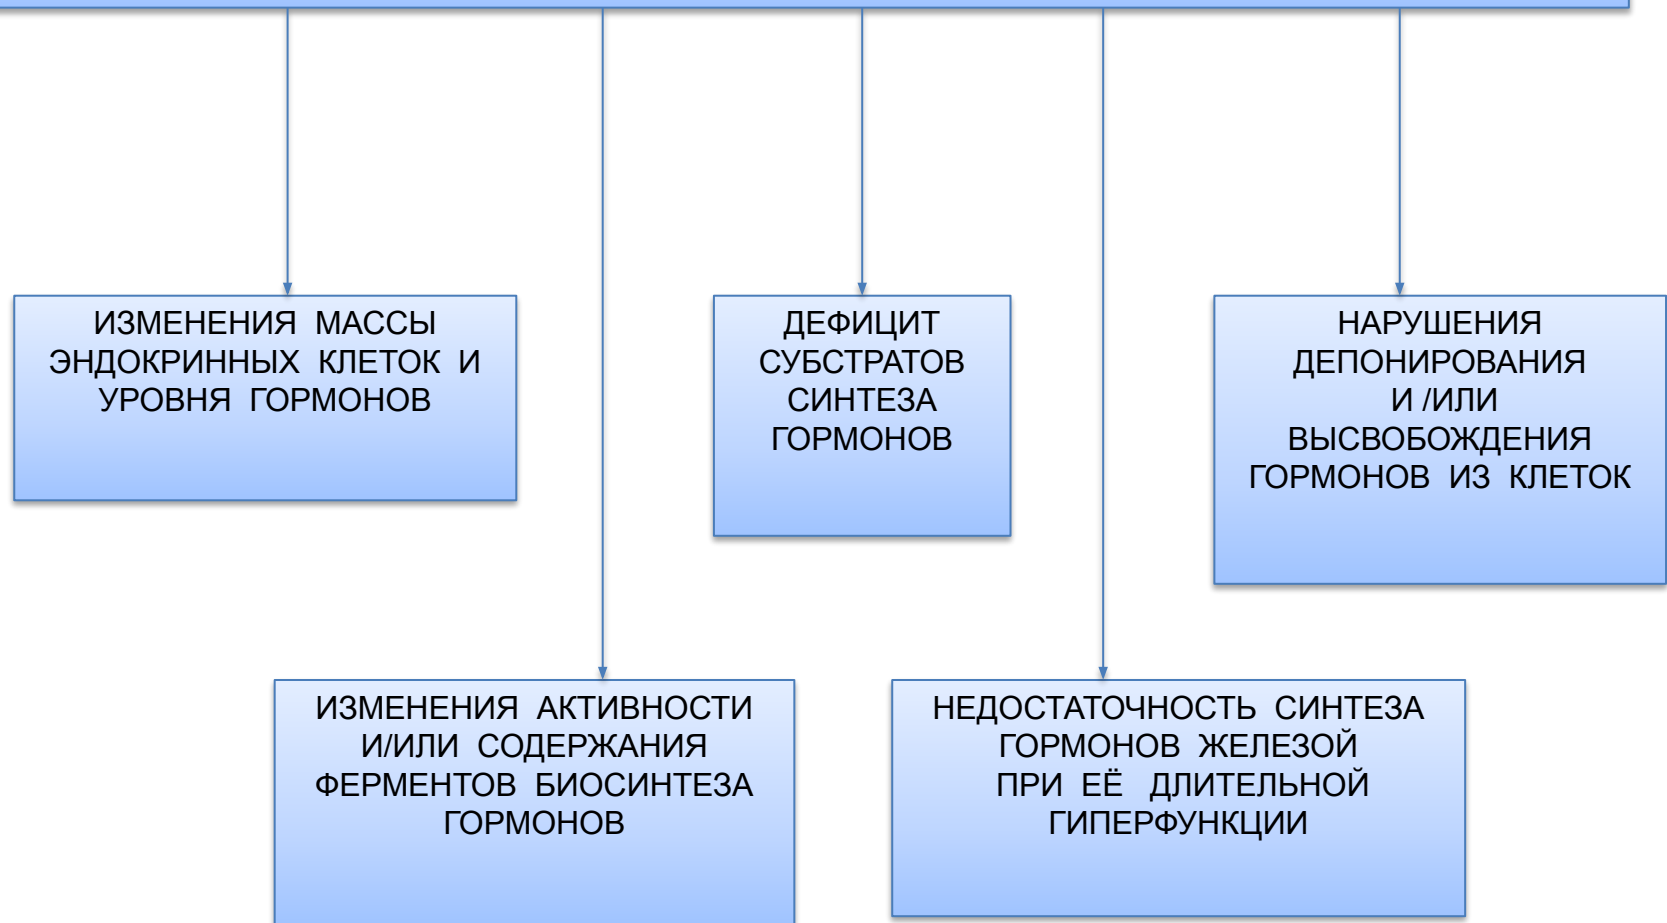 ИЗМЕНЕНИЯ МАССЫ
ЭНДОКРИННЫХ КЛЕТОК И
УРОВНЯ ГОРМОНОВ
ДЕФИЦИТ
СУБСТРАТОВ
СИНТЕЗА
ГОРМОНОВ
НАРУШЕНИЯ
ДЕПОНИРОВАНИЯ
И /ИЛИ
ВЫСВОБОЖДЕНИЯ
ГОРМОНОВ ИЗ КЛЕТОК
ИЗМЕНЕНИЯ АКТИВНОСТИ
И/ИЛИ СОДЕРЖАНИЯ
ФЕРМЕНТОВ БИОСИНТЕЗА
ГОРМОНОВ
НЕДОСТАТОЧНОСТЬ СИНТЕЗА
ГОРМОНОВ ЖЕЛЕЗОЙ
ПРИ ЕЁ ДЛИТЕЛЬНОЙ
ГИПЕРФУНКЦИИ